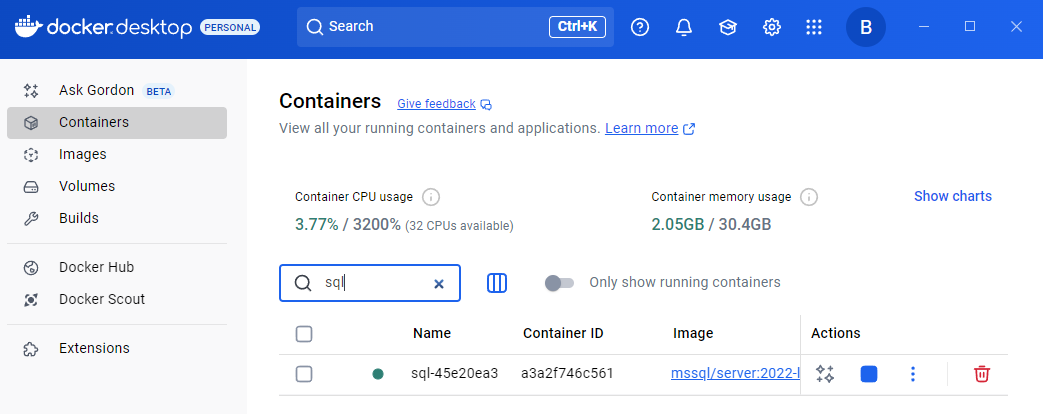 docker.desktop PERSONAL Search Ctrl+K B
Ask Gordon BETA
Containers
Images
Volumes
Builds
Docker Hub
Docker Scout
Extensions
Containers Give feedback
View all your running containers and applications. Learn more
Container CPU usage
3.77% / 3200% (32 CPUs available)
Container memory usage
2.05GB / 30.4GB
Show charts
sql
Only show running containers
Name Container ID Image Actions
sql-45e20ea3 a3a2f746c561 mssql/server:2022-l